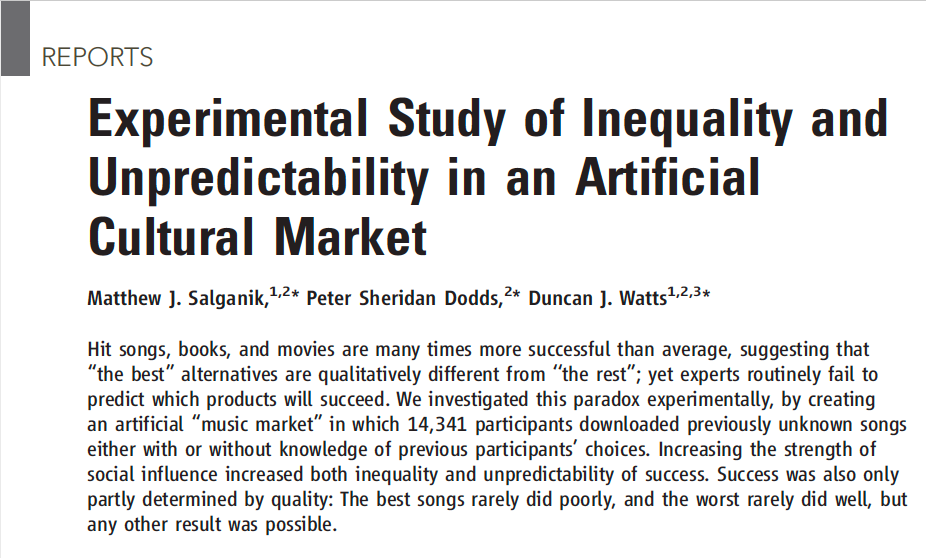 REPORTS
Experimental Study of Inequality and
Unpredictability in an Artificial
Cultural Market
Matthew J. Salganik,1,2* Peter Sheridan Dodds,2* Duncan J. Watts1,2,3*
Hit songs, books, and movies are many times more successful than average, suggesting that
“the best” alternatives are qualitatively different from “the rest”; yet experts routinely fail to
predict which products will succeed. We investigated this paradox experimentally, by creating
an artificial “music market” in which 14,341 participants downloaded previously unknown songs
either with or without knowledge of previous participants’ choices. Increasing the strength of
social influence increased both inequality and unpredictability of success. Success was also only
partly determined by quality: The best songs rarely did poorly, and the worst rarely did well, but
any other result was possible.